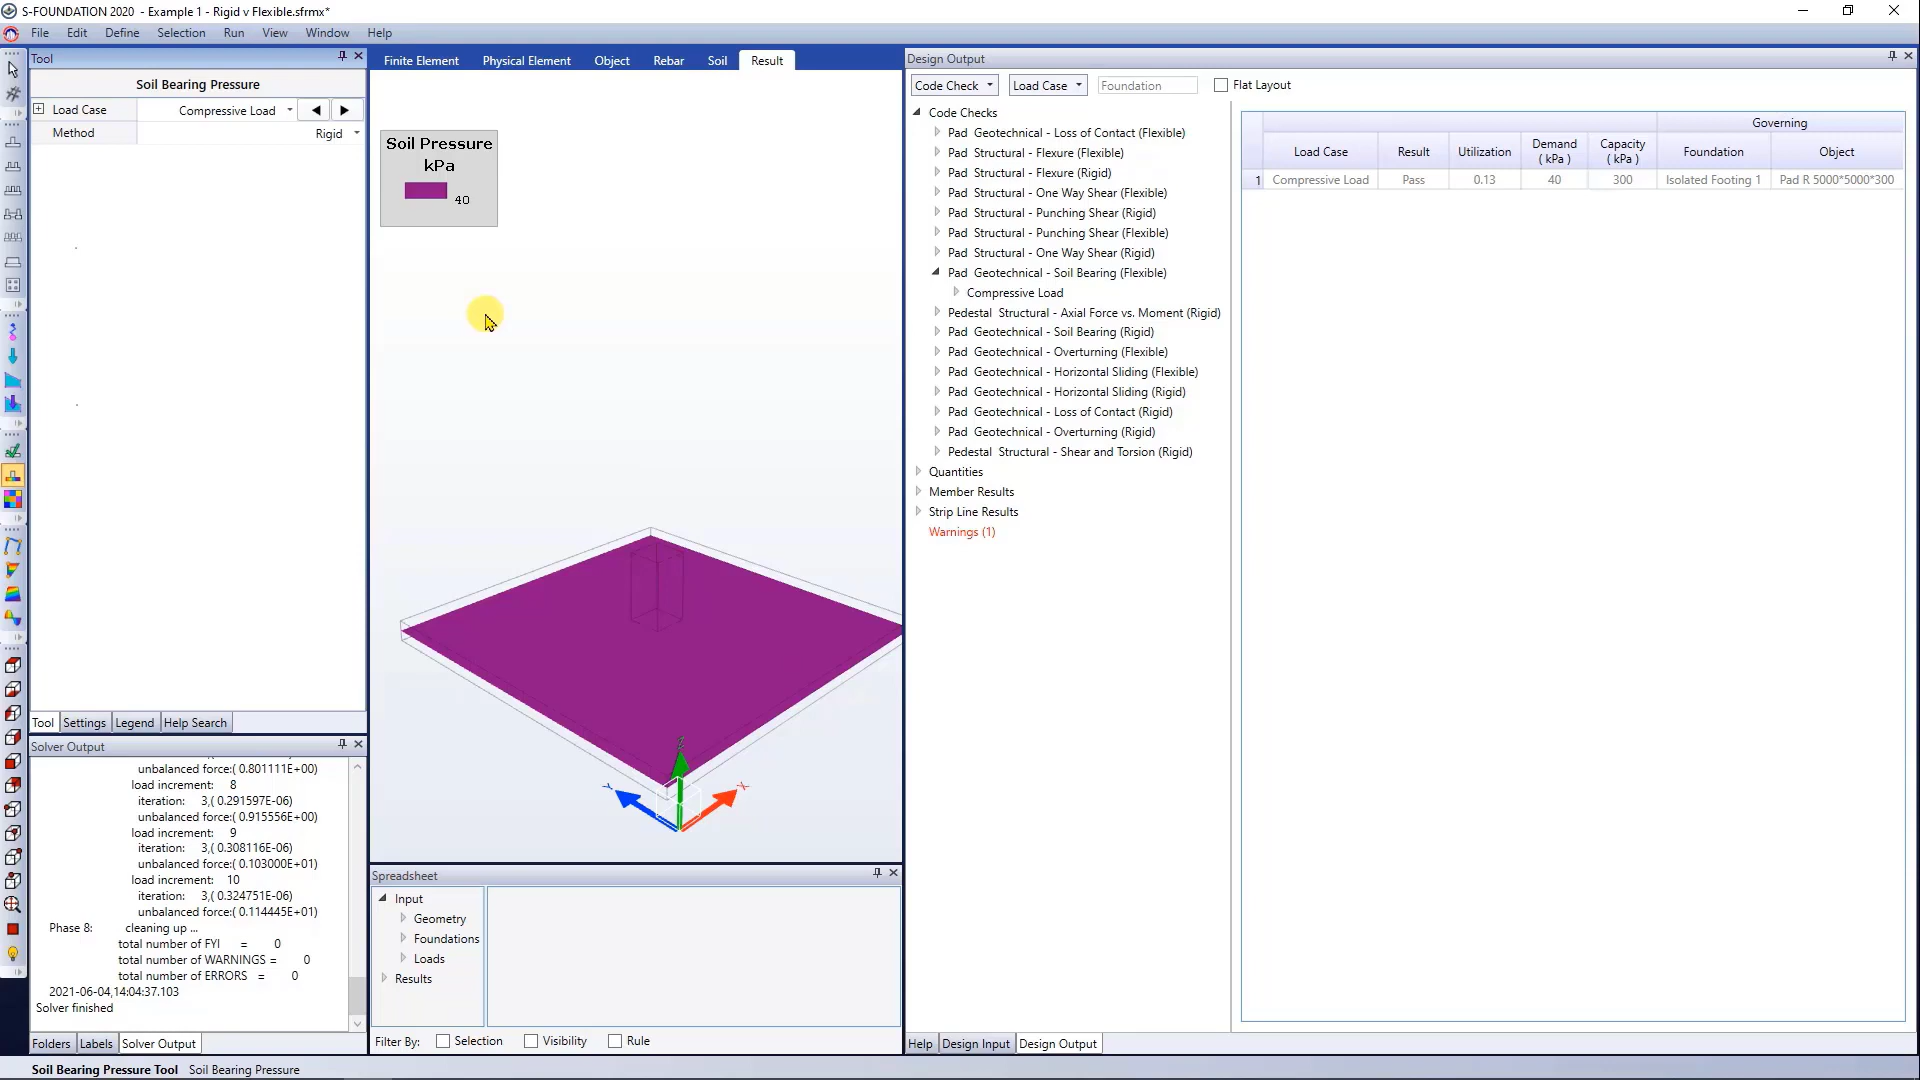 S-FOUNDATION 2020 - Example 1 - Rigid v Flexible.sfrmx*
File Edit Define Selection Run View Window Help
Tool
Soil Bearing Pressure
Load Case Compressive Load
Method Rigid
Tool Settings Legend Help Search
Solver Output
unbalanced force:( 0.801111E+00)
load increment: 8
iteration: 3,( 0.291597E-06)
unbalanced force:( 0.915556E+00)
load increment: 9
iteration: 3,( 0.308116E-06)
unbalanced force:( 0.103000E+01)
load increment: 10
iteration: 3,( 0.324751E-06)
unbalanced force:( 0.114445E+01)
Phase 8: cleaning up ...
total number of FYI = 0
total number of WARNINGS = 0
total number of ERRORS = 0
2021-06-04,14:04:37.103
Solver finished
Folders Labels Solver Output
Finite Element Physical Element Object Rebar Soil Result
Soil Pressure
kPa
40
Z
Y
X
Spreadsheet
Input
Geometry
Foundations
Loads
Results
Filter By: Selection Visibility Rule
Design Output
Code Check Load Case Foundation Flat Layout
Code Checks
Pad Geotechnical - Loss of Contact (Flexible)
Pad Structural - Flexure (Flexible)
Pad Structural - Flexure (Rigid)
Pad Structural - One Way Shear (Flexible)
Pad Structural - Punching Shear (Rigid)
Pad Structural - Punching Shear (Flexible)
Pad Structural - One Way Shear (Rigid)
Pad Geotechnical - Soil Bearing (Flexible)
Compressive Load
Pedestal Structural - Axial Force vs. Moment (Rigid)
Pad Geotechnical - Soil Bearing (Rigid)
Pad Geotechnical - Overturning (Flexible)
Pad Geotechnical - Horizontal Sliding (Flexible)
Pad Geotechnical - Horizontal Sliding (Rigid)
Pad Geotechnical - Loss of Contact (Rigid)
Pad Geotechnical - Overturning (Rigid)
Pedestal Structural - Shear and Torsion (Rigid)
Quantities
Member Results
Strip Line Results
Warnings (1)
Governing
Load Case Result Utilization Demand ( kPa ) Capacity ( kPa ) Foundation Object
1 Compressive Load Pass 0.13 40 300 Isolated Footing 1 Pad R 5000*5000*300
Help Design Input Design Output
Soil Bearing Pressure Tool Soil Bearing Pressure